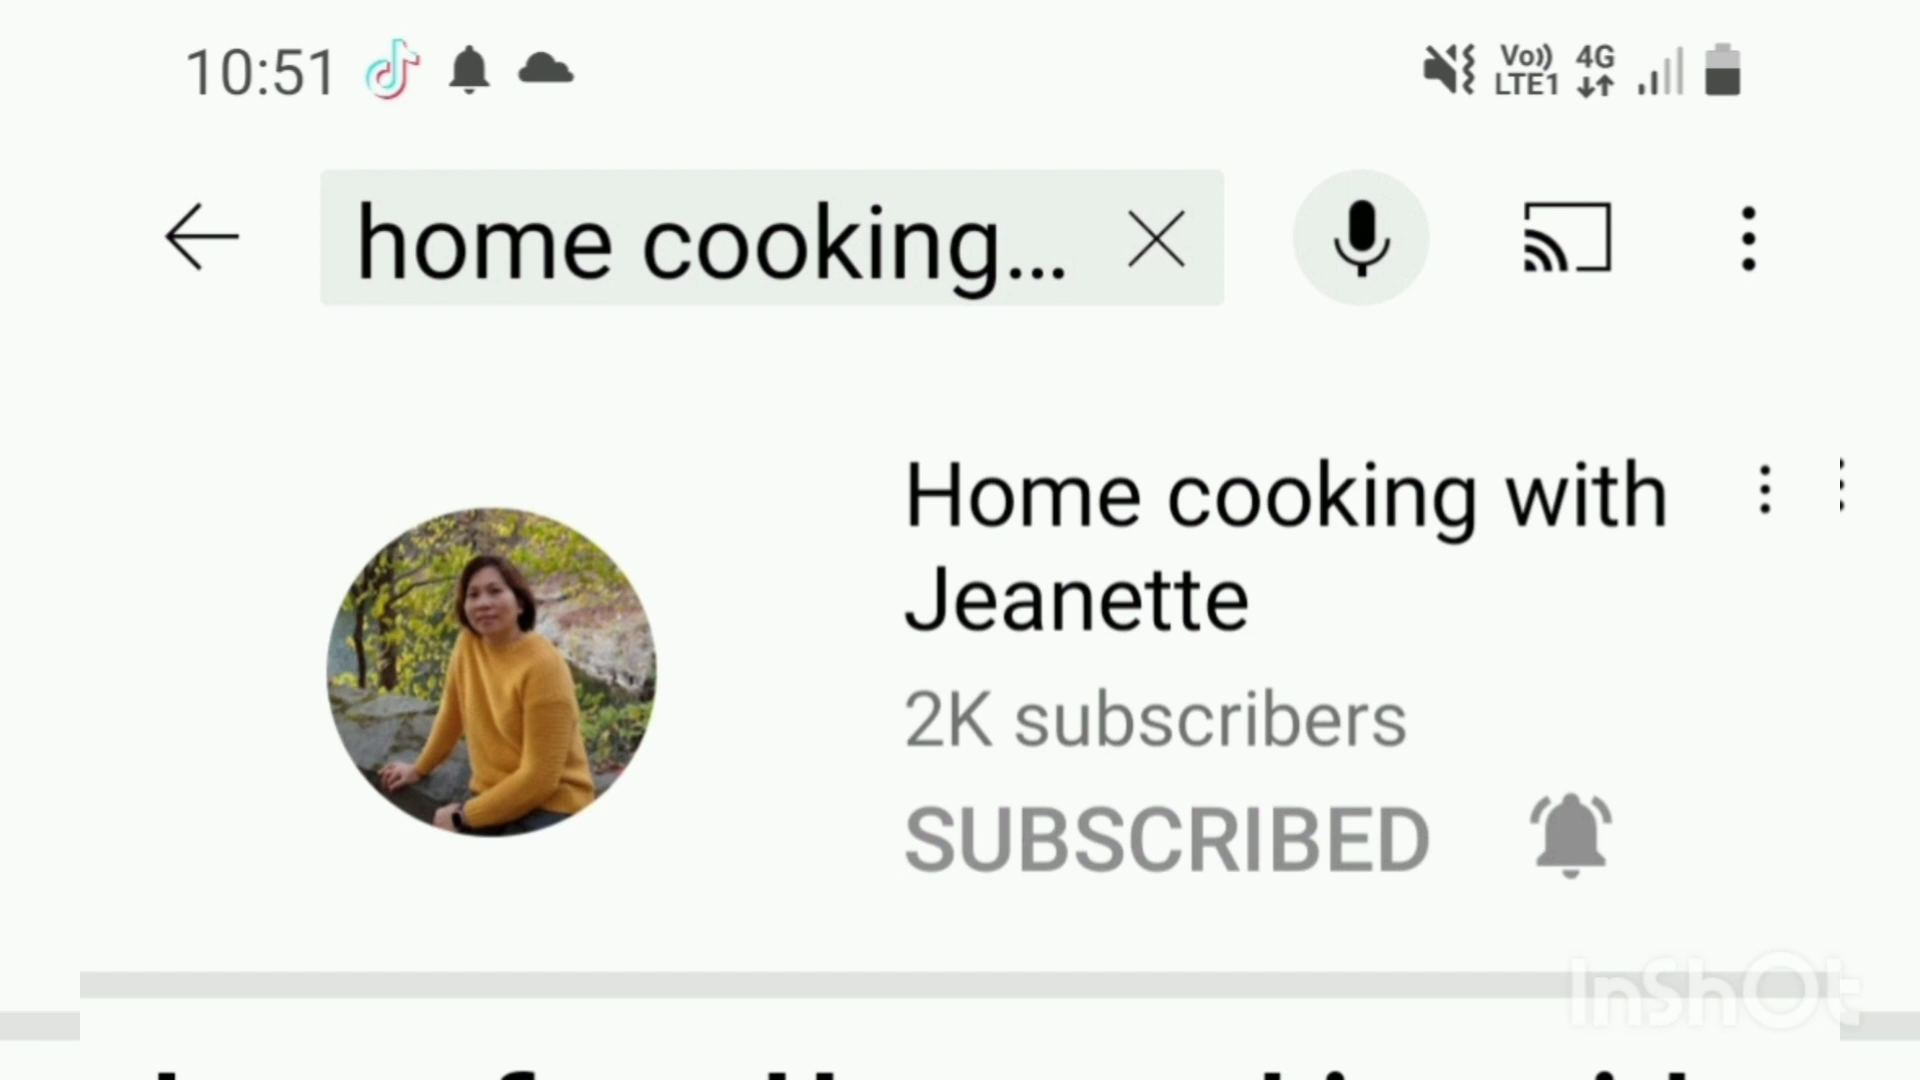 10:51
Vo)) 4G
LTE1
home cooking...
Home cooking with
Jeanette
2K subscribers
SUBSCRIBED
InShOt